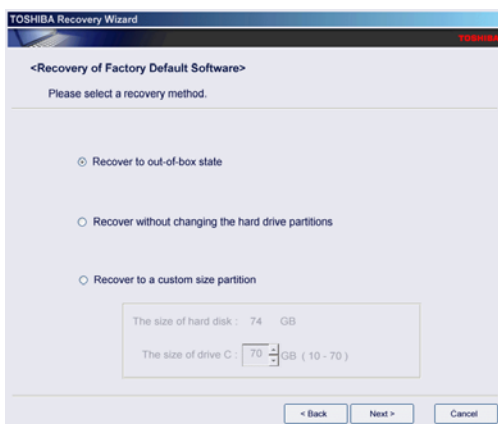 TOSHIBA Recovery Wizard
TOSHIBA
<Recovery of Factory Default Software>
Please select a recovery method.
Recover to out-of-box state
Recover without changing the hard drive partitions
Recover to a custom size partition
The size of hard disk : 74 GB
The size of drive C : 70 GB ( 10 - 70 )
< Back Next > Cancel